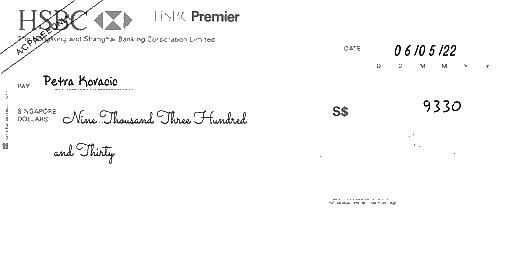 HSBC HSBC Premier
A/C PAYEE ONLY
The Hongkong and Shanghai Banking Corporation Limited
DATE 06/05/22
D D M M Y Y
PAY Petra Kovacic
SINGAPORE
DOLLARS Nine Thousand Three Hundred
S$ 9330
and Thirty